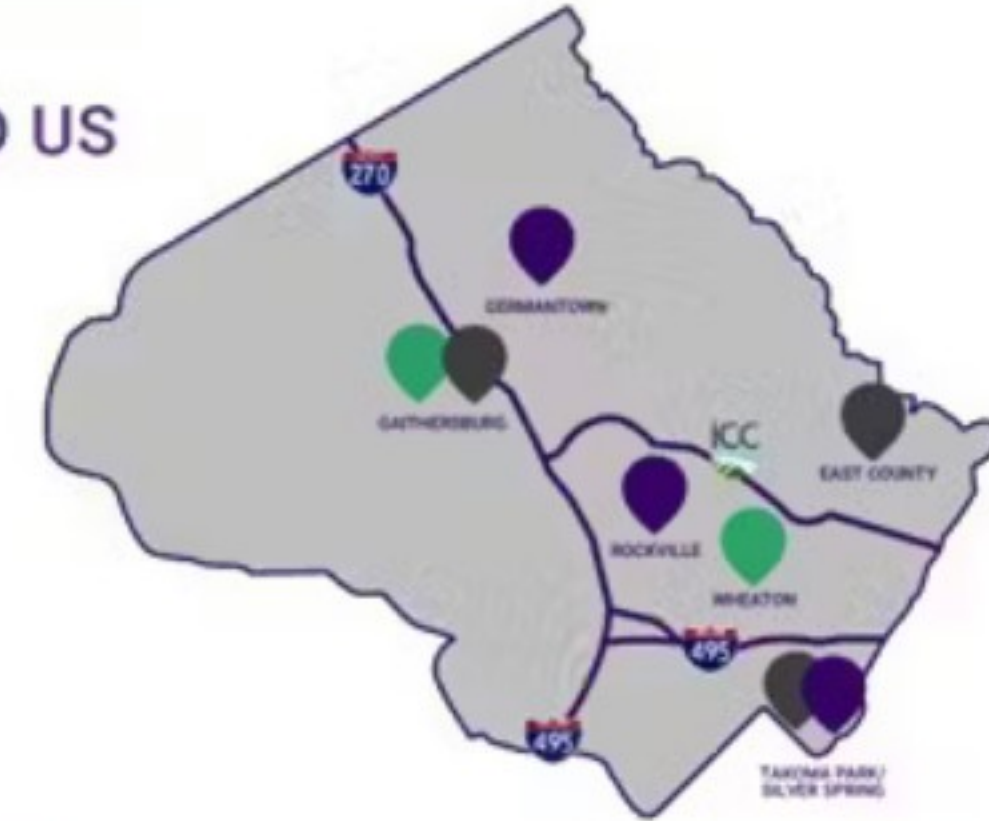 US
270
GERMANTOWN
GAITHERSBURG
ICC
EAST COUNTY
ROCKVILLE
WHEATON
495
495
TAKOMA PARK/
SILVER SPRING